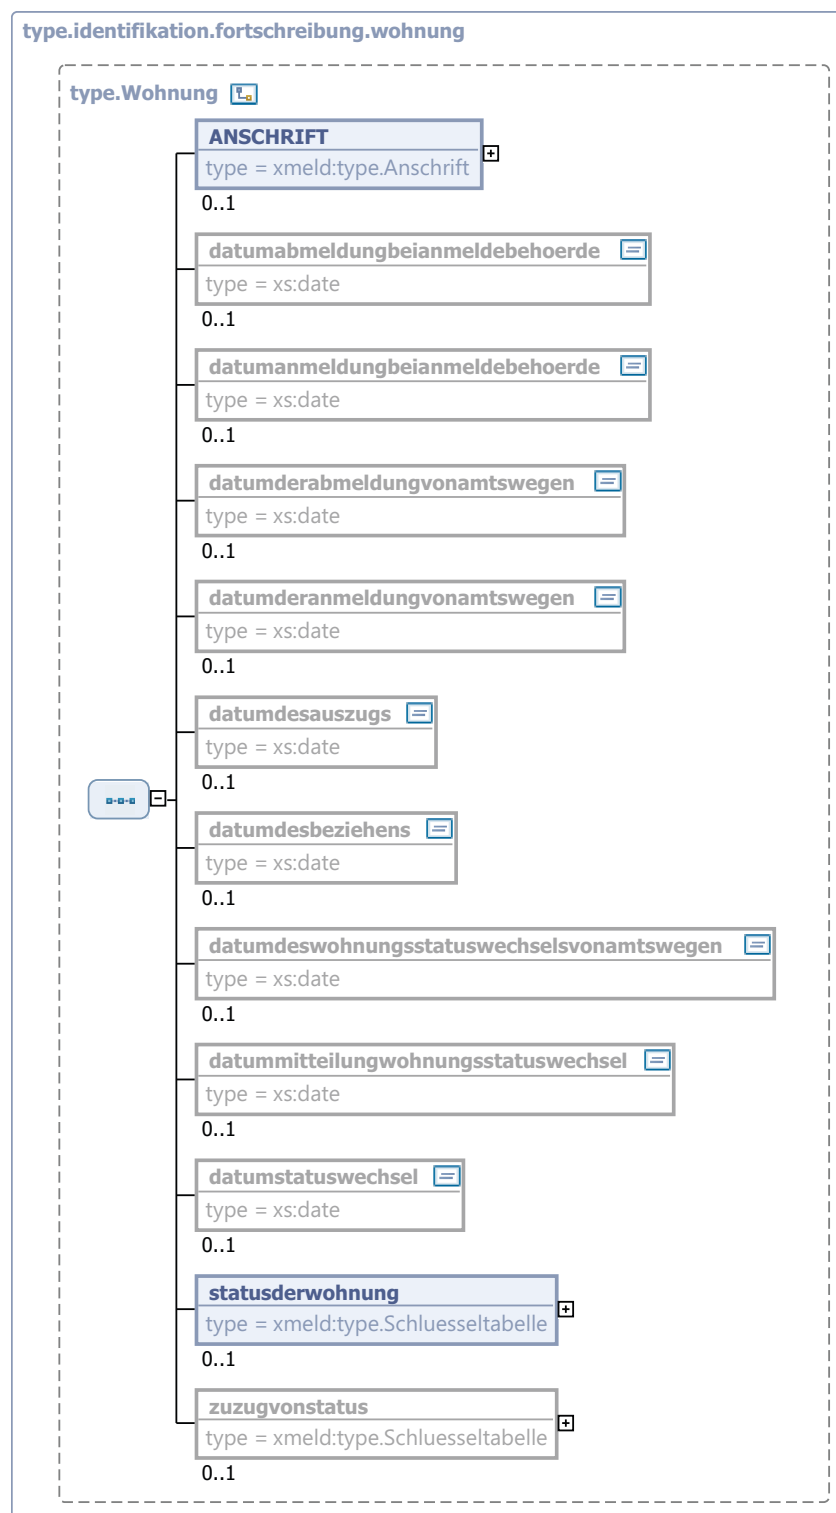 type.identifikation.fortschreibung.wohnung
type.Wohnung
ANSCHRIFT
type = xmeld:type.Anschrift
0..1
datumabmeldungbeianmeldebehoerde
type = xs:date
0..1
datumanmeldungbeianmeldebehoerde
type = xs:date
0..1
datumderabmeldungvonamtswegen
type = xs:date
0..1
datumderanmeldungvonamtswegen
type = xs:date
0..1
datumdesauszugs
type = xs:date
0..1
datumdesbeziehens
type = xs:date
0..1
datumdeswohnungsstatuswechselsvonamtswegen
type = xs:date
0..1
datummitteilungwohnungsstatuswechsel
type = xs:date
0..1
datumstatuswechsel
type = xs:date
0..1
statusderwohnung
type = xmeld:type.Schluesseltabelle
0..1
zuzugvonstatus
type = xmeld:type.Schluesseltabelle
0..1